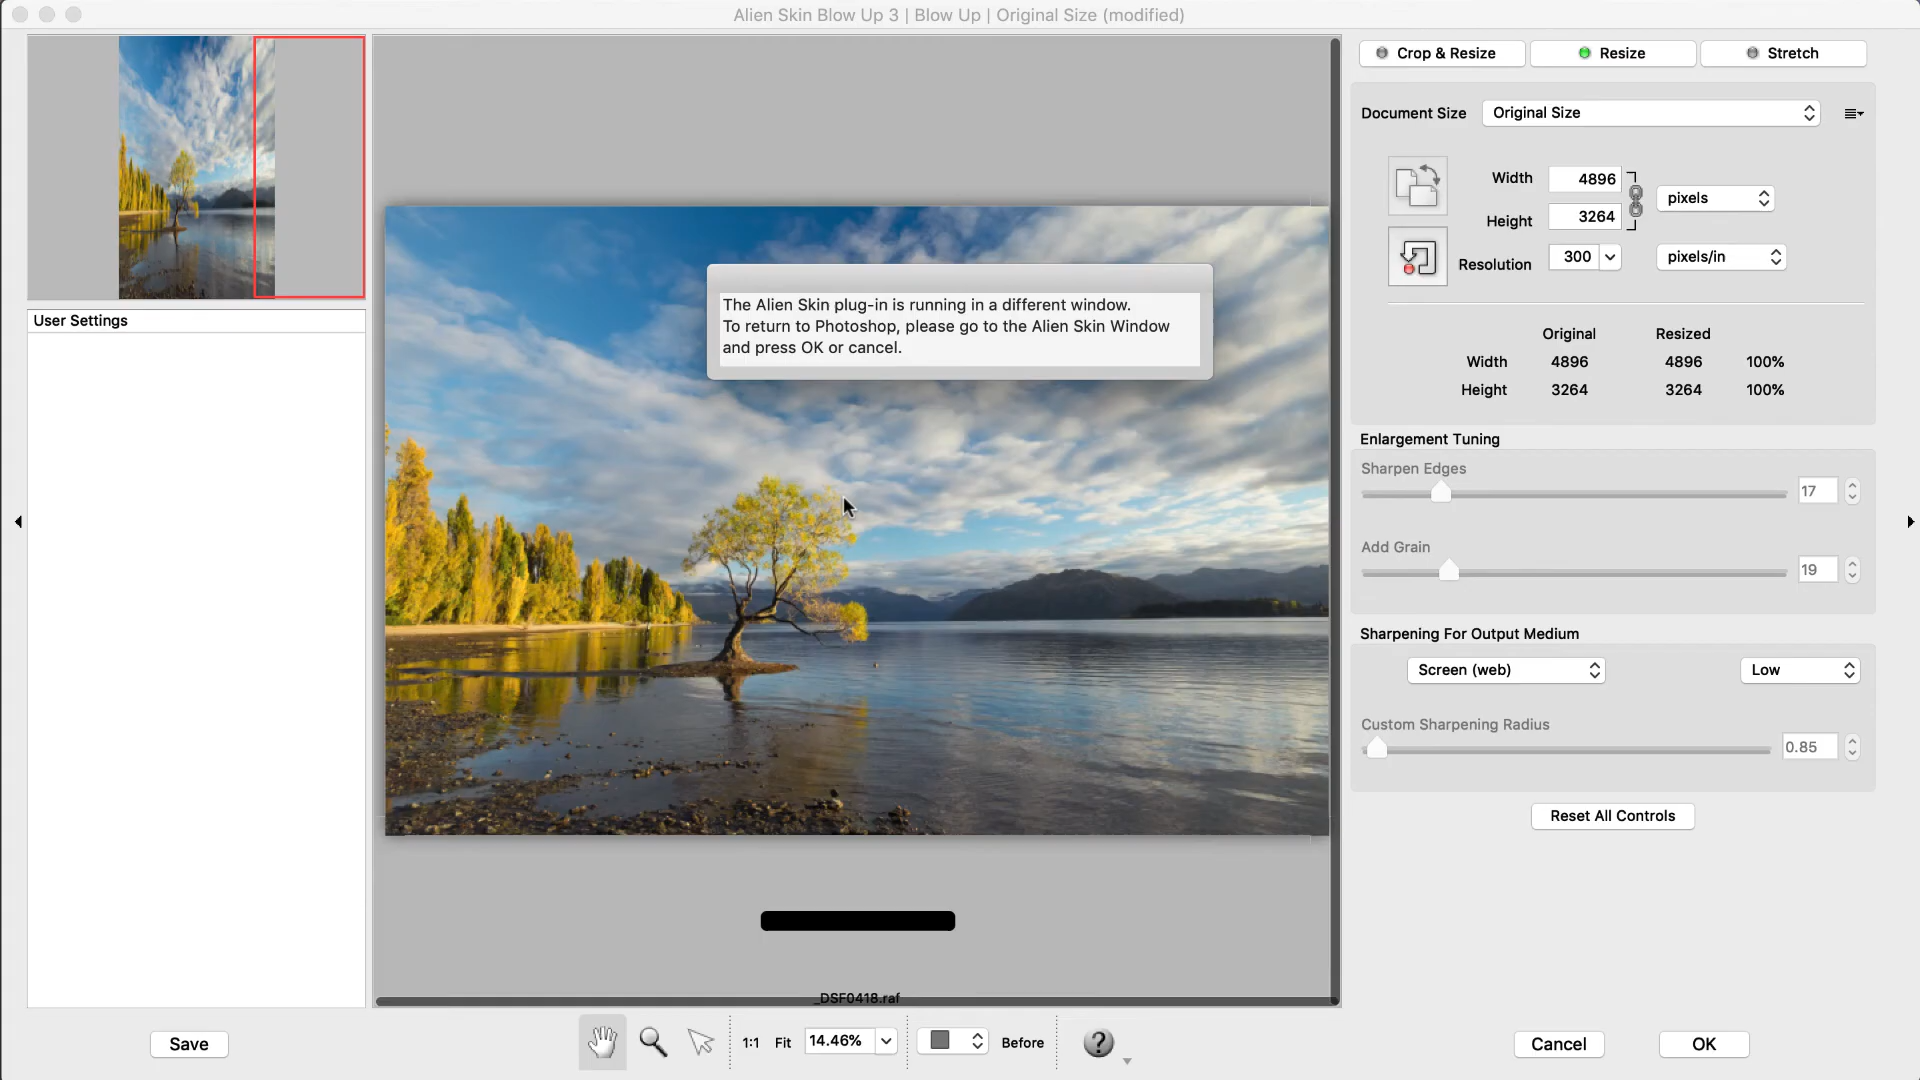 Alien Skin Blow Up 3 | Blow Up | Original Size (modified)
Crop & Resize
Resize
Stretch
Document Size
Original Size
Width
4896
pixels
Height
3264
Resolution
300
pixels/in
Original
Resized
Width
4896
4896
100%
Height
3264
3264
100%
The Alien Skin plug-in is running in a different window.
To return to Photoshop, please go to the Alien Skin Window
and press OK or cancel.
User Settings
Enlargement Tuning
Sharpen Edges
17
Add Grain
19
Sharpening For Output Medium
Screen (web)
Low
Custom Sharpening Radius
0.85
Reset All Controls
_DSF0418.raf
Save
1:1
Fit
14.46%
Before
?
Cancel
OK